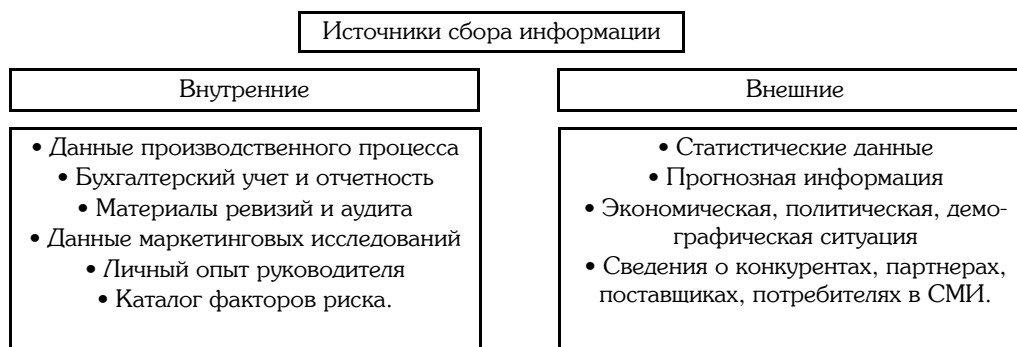 Источники сбора информации
Внутренние
• Данные производственного процесса
• Бухгалтерский учет и отчетность
• Материалы ревизий и аудита
• Данные маркетинговых исследований
• Личный опыт руководителя
• Каталог факторов риска.
Внешние
• Статистические данные
• Прогнозная информация
• Экономическая, политическая, демо-
графическая ситуация
• Сведения о конкурентах, партнерах,
поставщиках, потребителях в СМИ.